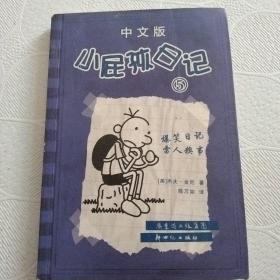 中文版
小屁孩日记
⑤
爆笑日记
雷人糗事
[美]杰夫·金尼 著
陈万如 译
新世纪出版社